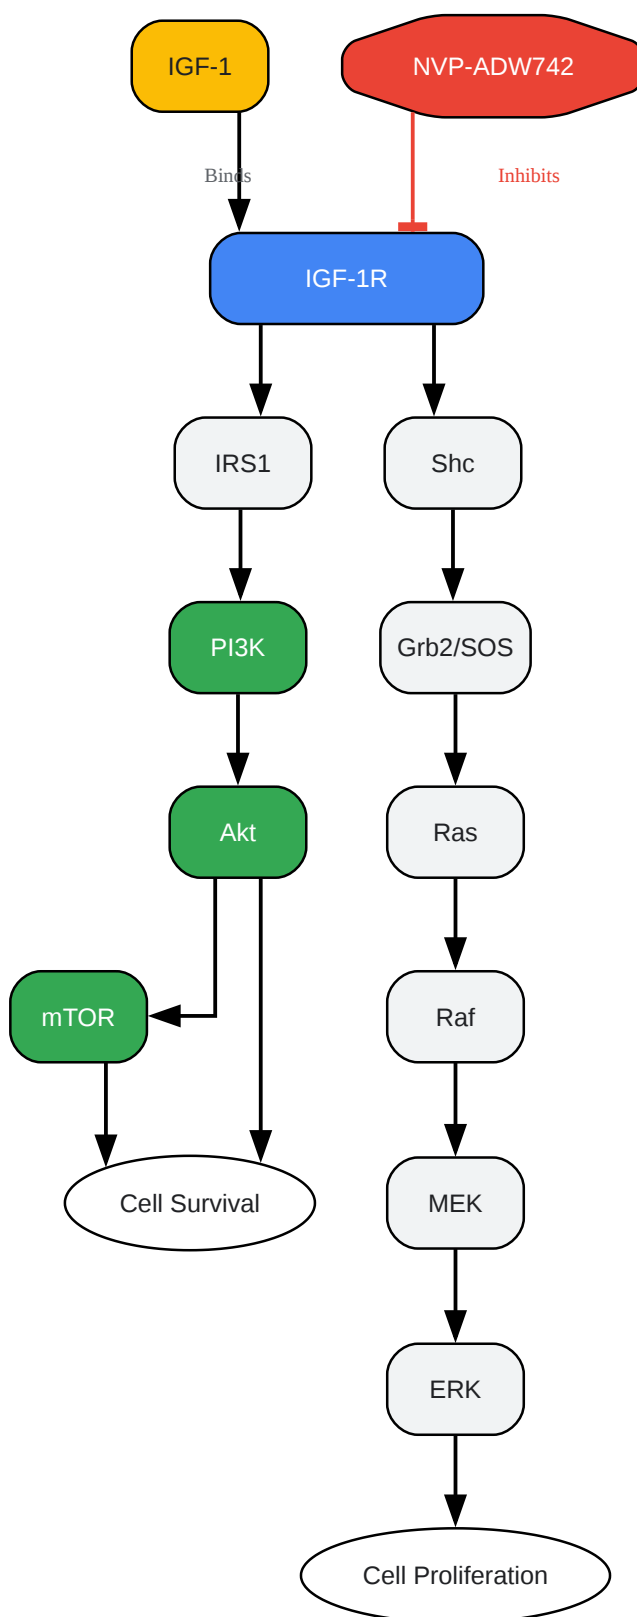 IGF-1
NVP-ADW742
Binds
Inhibits
IGF-1R
IRS1
Shc
PI3K
Grb2/SOS
Akt
Ras
mTOR
Raf
Cell Survival
MEK
ERK
Cell Proliferation